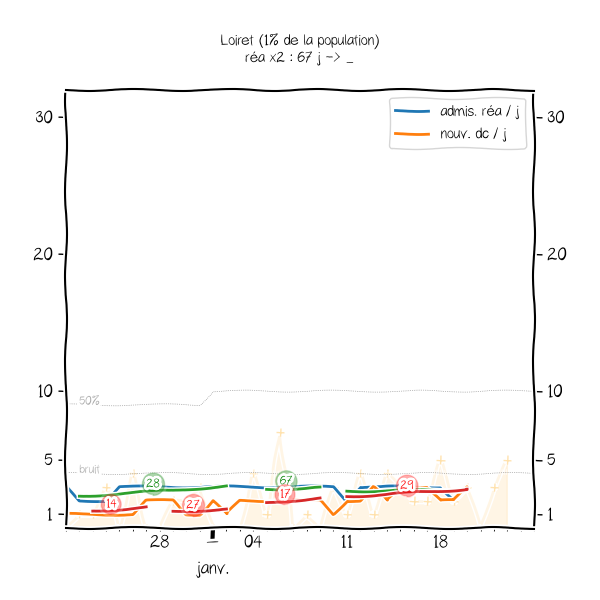 Loiret (1% de la population)
réa x2 : 67 j -> _
admis. réa / j
nouv. dc / j
30 30
20 20
10 10
50%
5 5
bruit
67
28
29
17
14
27
1 1
28 1 04 11 18
janv.